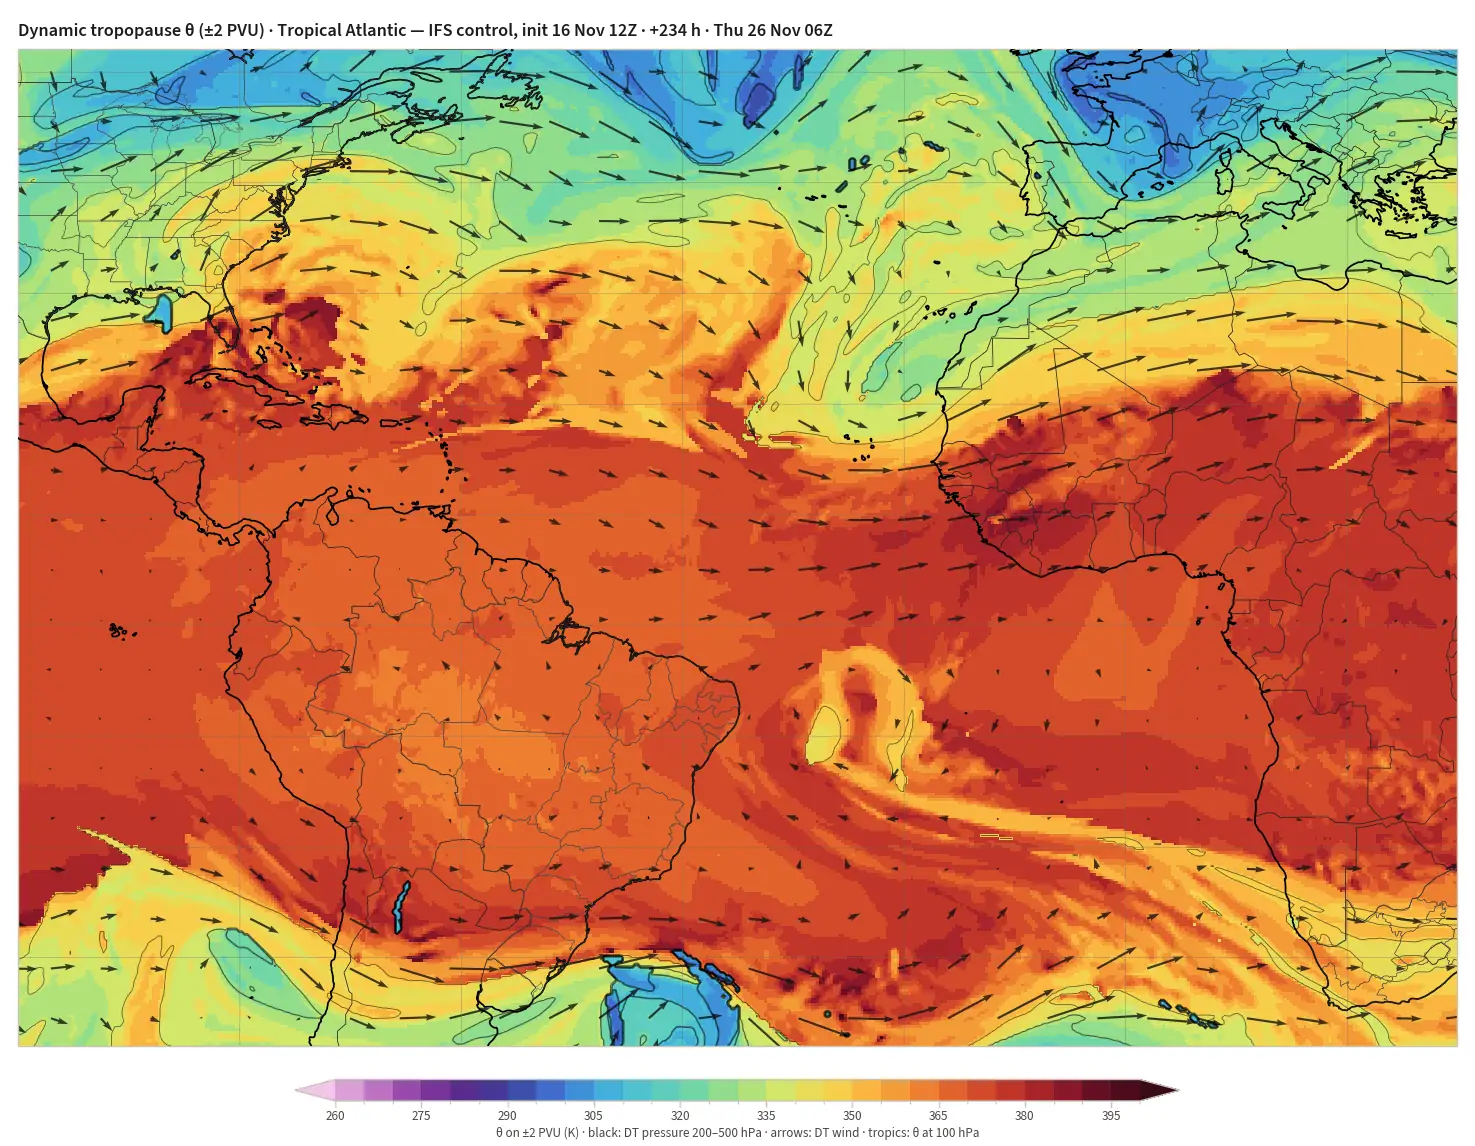 Dynamic tropopause θ (±2 PVU) · Tropical Atlantic — IFS control, init 16 Nov 12Z · +234 h · Thu 26 Nov 06Z
260 275 290 305 320 335 350 365 380 395
θ on ±2 PVU (K) · black: DT pressure 200–500 hPa · arrows: DT wind · tropics: θ at 100 hPa